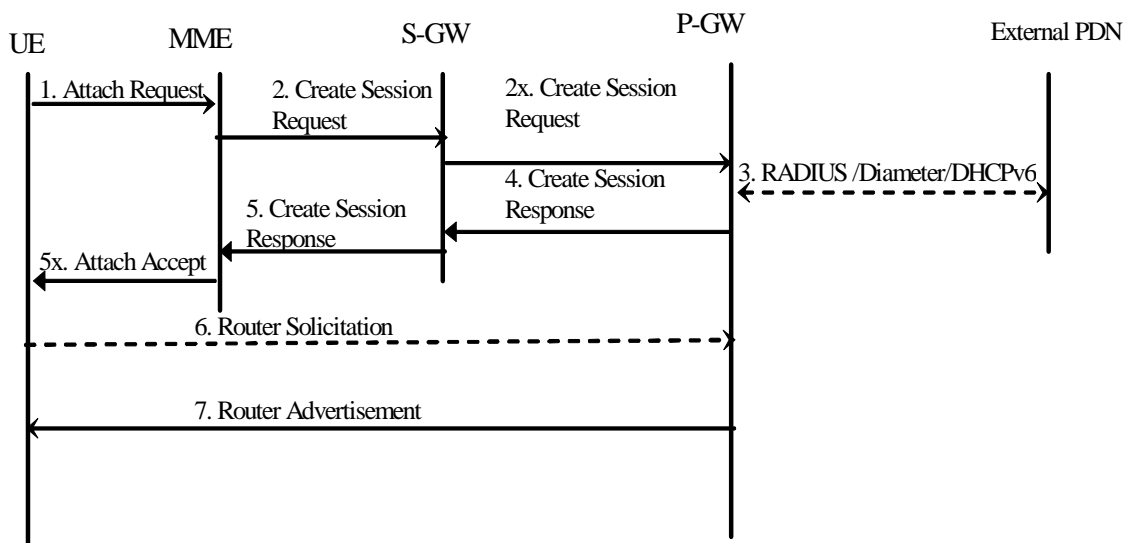 UE
MME
S-GW
P-GW
External PDN
1. Attach Request
2. Create Session
Request
2x. Create Session
Request
3. RADIUS /Diameter/DHCPv6
4. Create Session
Response
5. Create Session
Response
5x. Attach Accept
6. Router Solicitation
7. Router Advertisement